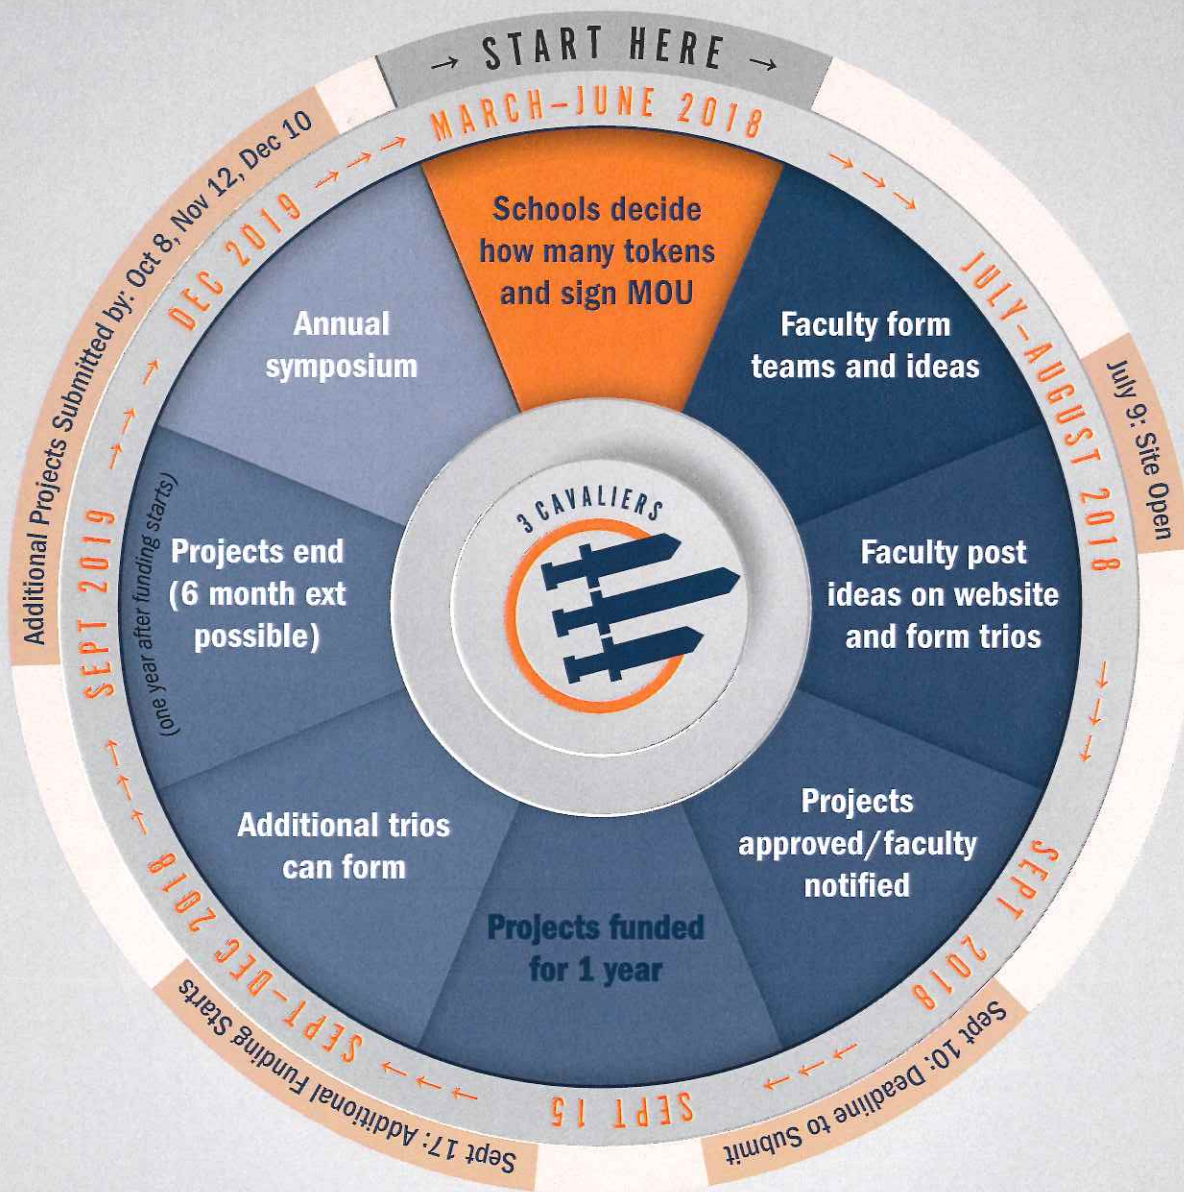 → START HERE →
MARCH–JUNE 2018
Schools decide
how many tokens
and sign MOU
→→→
JULY–AUGUST 2018
Faculty form
teams and ideas
July 9: Site Open
Faculty post
ideas on website
and form trios
→→→
SEPT 2018
Projects
approved/faculty
notified
Sept 10: Deadline to Submit
→→→
SEPT 15
Projects funded
for 1 year
→→→
Sept 17: Additional Funding Starts
SEPT–DEC 2018
Additional trios
can form
→→→
SEPT 2019
Projects end
(6 month ext
possible)
(one year after funding starts)
→→→
Additional Projects Submitted by: Oct 8, Nov 12, Dec 10
DEC 2019
Annual
symposium
→→→
3 CAVALIERS